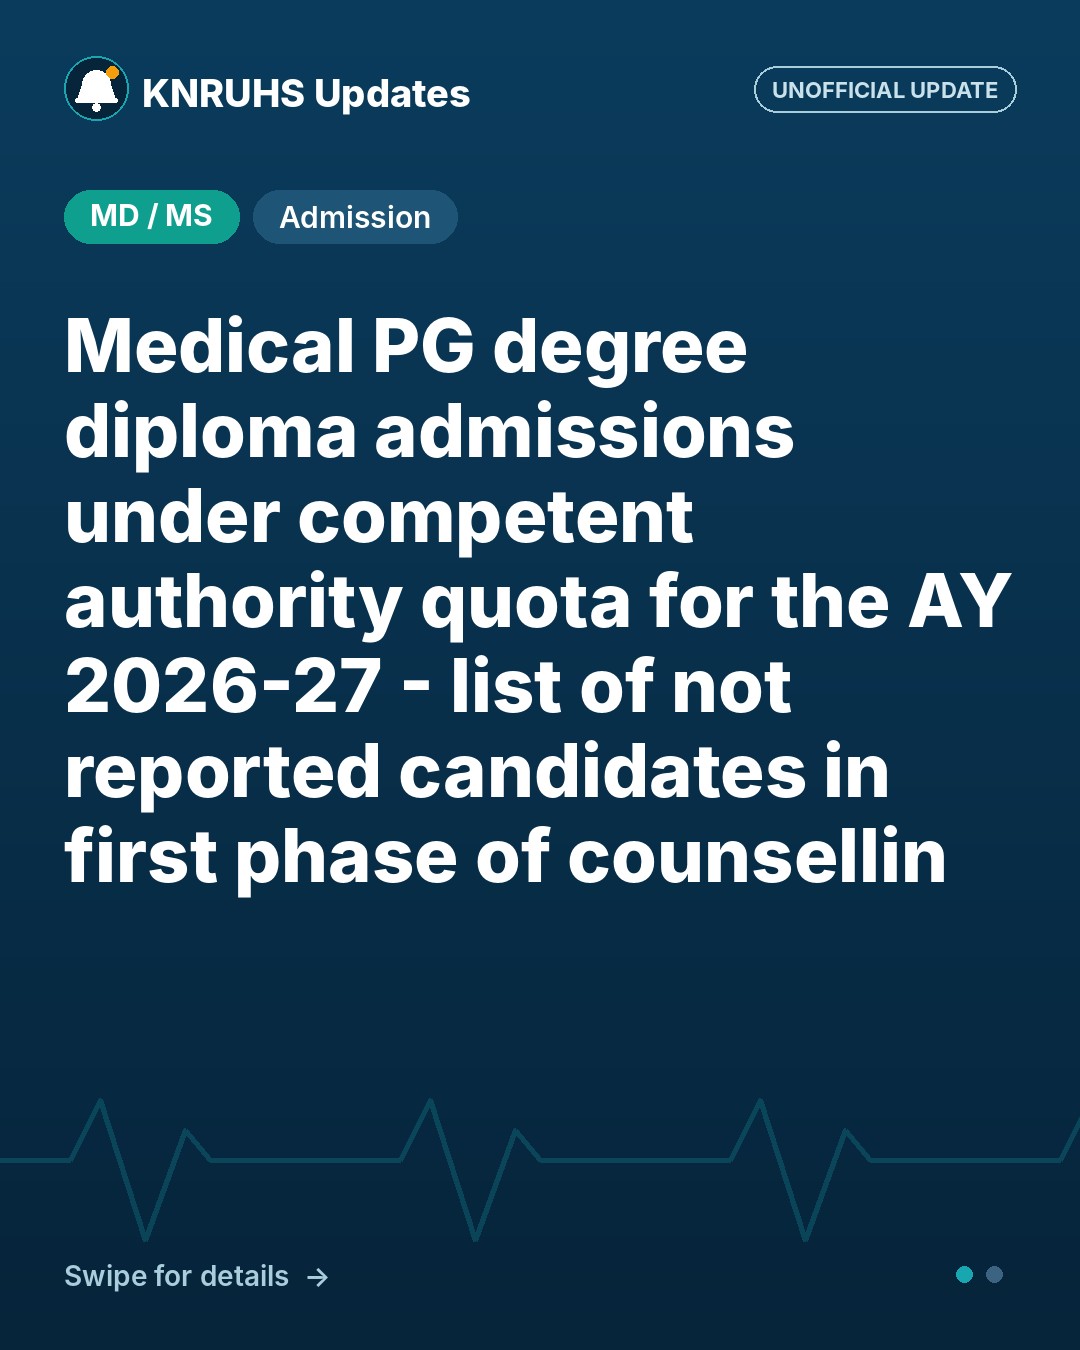 KNRUHS Updates
UNOFFICIAL UPDATE
MD / MS
Admission
Medical PG degree
diploma admissions
under competent
authority quota for the AY
2026-27 - list of not
reported candidates in
first phase of counsellin
Swipe for details →